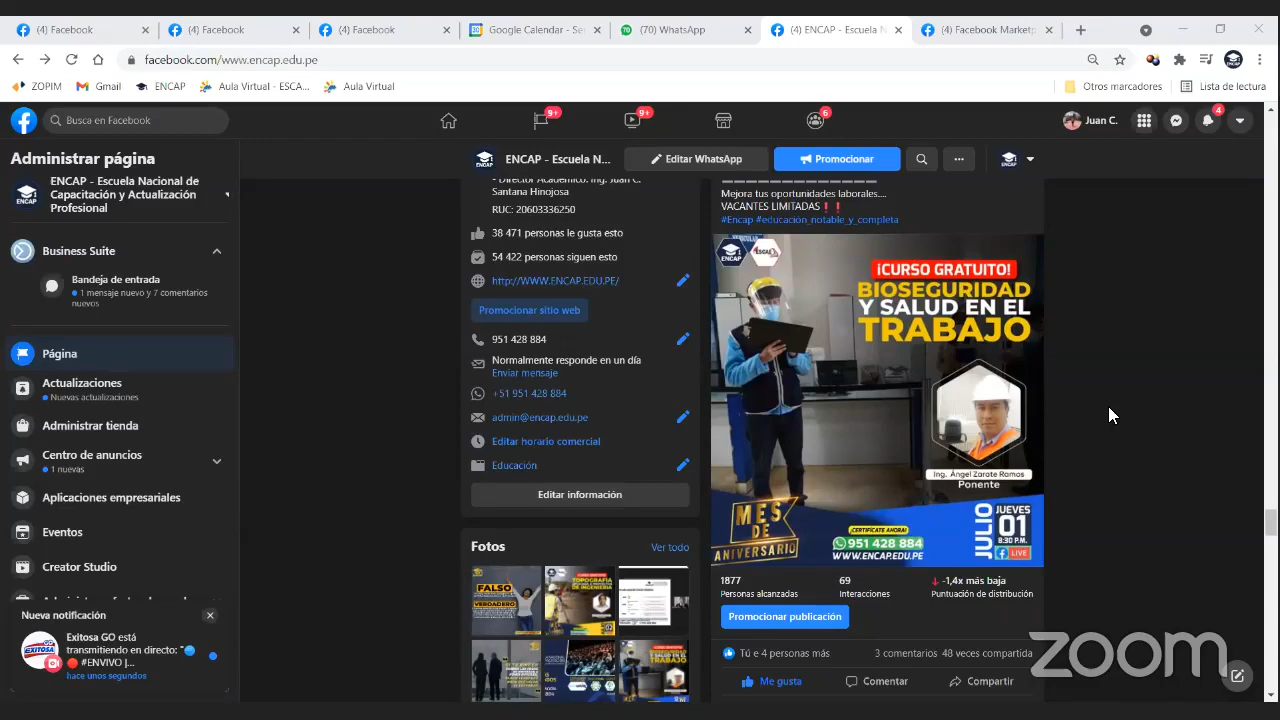 (4) Facebook
(4) Facebook
(4) Facebook
Google Calendar - Se
(70) WhatsApp
(4) ENCAP - Escuela N
(4) Facebook Marketp
facebook.com/www.encap.edu.pe
ZOPIM
Gmail
ENCAP
Aula Virtual - ESCA...
Aula Virtual
Otros marcadores
Lista de lectura
Busca en Facebook
9+
9+
6
Juan C.
4
Administrar página
ENCAP - Escuela Nacional de
Capacitación y Actualización
Profesional
Business Suite
Bandeja de entrada
1 mensaje nuevo y 7 comentarios
nuevos
Página
Actualizaciones
Nuevas actualizaciones
Administrar tienda
Centro de anuncios
1 nuevas
Aplicaciones empresariales
Eventos
Creator Studio
Nueva notificación
Exitosa GO está
transmitiendo en directo: "
#ENVIVO |...
hace unos segundos
ENCAP - Escuela N...
Editar WhatsApp
Promocionar
- Director Académico: Ing. Juan C.
Santana Hinojosa
RUC: 20603336250
38 471 personas le gusta esto
54 422 personas siguen esto
http://WWW.ENCAP.EDU.PE/
Promocionar sitio web
951 428 884
Normalmente responde en un día
Enviar mensaje
+51 951 428 884
admin@encap.edu.pe
Editar horario comercial
Educación
Editar información
Fotos
Ver todo
FALSO
VERDADERO
TOPOGRAFÍA
Mejora tus oportunidades laborales....
VACANTES LIMITADAS❗❗
#Encap #educación_notable_y_completa
ENCAP
¡CURSO GRATUITO!
BIOSEGURIDAD
Y SALUD EN EL
TRABAJO
Ing. Ángel Zarate Ramos
Ponente
MES
DE
ANIVERSARIO
¡CERTIFÍCATE AHORA!
951 428 884
WWW.ENCAP.EDU.PE
JULIO
JUEVES
01
8:30 P.M.
LIVE
1877
Personas alcanzadas
69
Interacciones
-1,4x más baja
Puntuación de distribución
Promocionar publicación
Tú e 4 personas más
3 comentarios 48 veces compartida
Me gusta
Comentar
Compartir
zoom